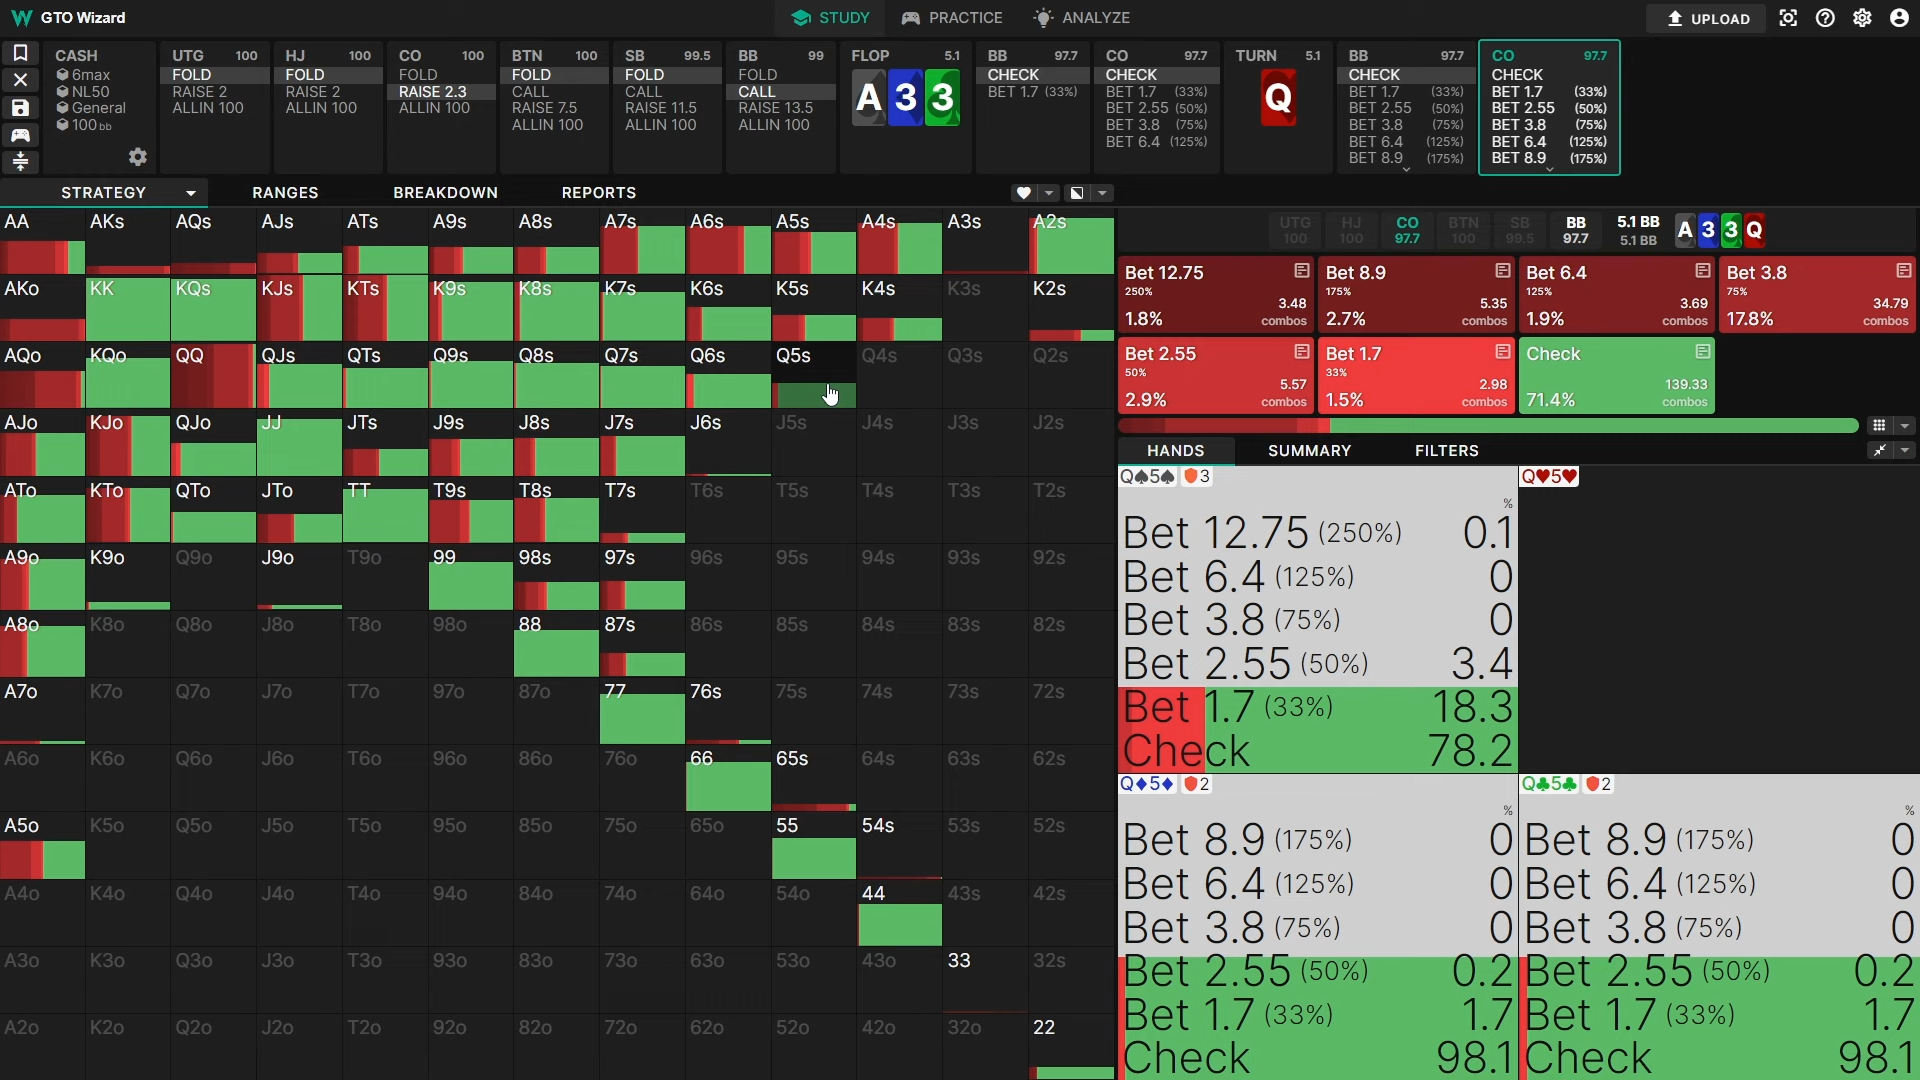 GTO Wizard
STUDY
PRACTICE
ANALYZE
UPLOAD
CASH
6max
NL50
General
100bb
UTG 100
FOLD
RAISE 2
ALLIN 100
HJ 100
FOLD
RAISE 2
ALLIN 100
CO 100
FOLD
RAISE 2.3
ALLIN 100
BTN 100
FOLD
CALL
RAISE 7.5
ALLIN 100
SB 99.5
FOLD
CALL
RAISE 11.5
ALLIN 100
BB 99
FOLD
CALL
RAISE 13.5
ALLIN 100
FLOP 5.1
A 3 3
BB 97.7
CHECK
BET 1.7 (33%)
CO 97.7
CHECK
BET 1.7 (33%)
BET 2.55 (50%)
BET 3.8 (75%)
BET 6.4 (125%)
TURN 5.1
Q
BB 97.7
CHECK
BET 1.7 (33%)
BET 2.55 (50%)
BET 3.8 (75%)
BET 6.4 (125%)
BET 8.9 (175%)
CO 97.7
CHECK
BET 1.7 (33%)
BET 2.55 (50%)
BET 3.8 (75%)
BET 6.4 (125%)
BET 8.9 (175%)
STRATEGY RANGES BREAKDOWN REPORTS
AA AKs AQs AJs ATs A9s A8s A7s A6s A5s A4s A3s A2s
AKo KK KQs KJs KTs K9s K8s K7s K6s K5s K4s K3s K2s
AQo KQo QQ QJs QTs Q9s Q8s Q7s Q6s Q5s Q4s Q3s Q2s
AJo KJo QJo JJ JTs J9s J8s J7s J6s J5s J4s J3s J2s
ATo KTo QTo JTo TT T9s T8s T7s T6s T5s T4s T3s T2s
A9o K9o Q9o J9o T9o 99 98s 97s 96s 95s 94s 93s 92s
A8o K8o Q8o J8o T8o 98o 88 87s 86s 85s 84s 83s 82s
A7o K7o Q7o J7o T7o 97o 87o 77 76s 75s 74s 73s 72s
A6o K6o Q6o J6o T6o 96o 86o 76o 66 65s 64s 63s 62s
A5o K5o Q5o J5o T5o 95o 85o 75o 65o 55 54s 53s 52s
A4o K4o Q4o J4o T4o 94o 84o 74o 64o 54o 44 43s 42s
A3o K3o Q3o J3o T3o 93o 83o 73o 63o 53o 43o 33 32s
A2o K2o Q2o J2o T2o 92o 82o 72o 62o 52o 42o 32o 22
UTG HJ CO BTN SB BB 5.1 BB A 3 3 Q
100 100 97.7 100 99.5 97.7 5.1 BB
Bet 12.75
250%
3.48
1.8% combos
Bet 8.9
175%
5.35
2.7% combos
Bet 6.4
125%
3.69
1.9% combos
Bet 3.8
75%
34.79
17.8% combos
Bet 2.55
50%
5.57
2.9% combos
Bet 1.7
33%
2.98
1.5% combos
Check
139.33
71.4% combos
HANDS SUMMARY FILTERS
Q♠5♠ 3
%
Bet 12.75 (250%) 0.1
Bet 6.4 (125%) 0
Bet 3.8 (75%) 0
Bet 2.55 (50%) 3.4
Bet 1.7 (33%) 18.3
Check 78.2
Q♥5♥
Q♦5♦ 2
%
Bet 8.9 (175%) 0
Bet 6.4 (125%) 0
Bet 3.8 (75%) 0
Bet 2.55 (50%) 0.2
Bet 1.7 (33%) 1.7
Check 98.1
Q♣5♣ 2
%
Bet 8.9 (175%) 0
Bet 6.4 (125%) 0
Bet 3.8 (75%) 0
Bet 2.55 (50%) 0.2
Bet 1.7 (33%) 1.7
Check 98.1